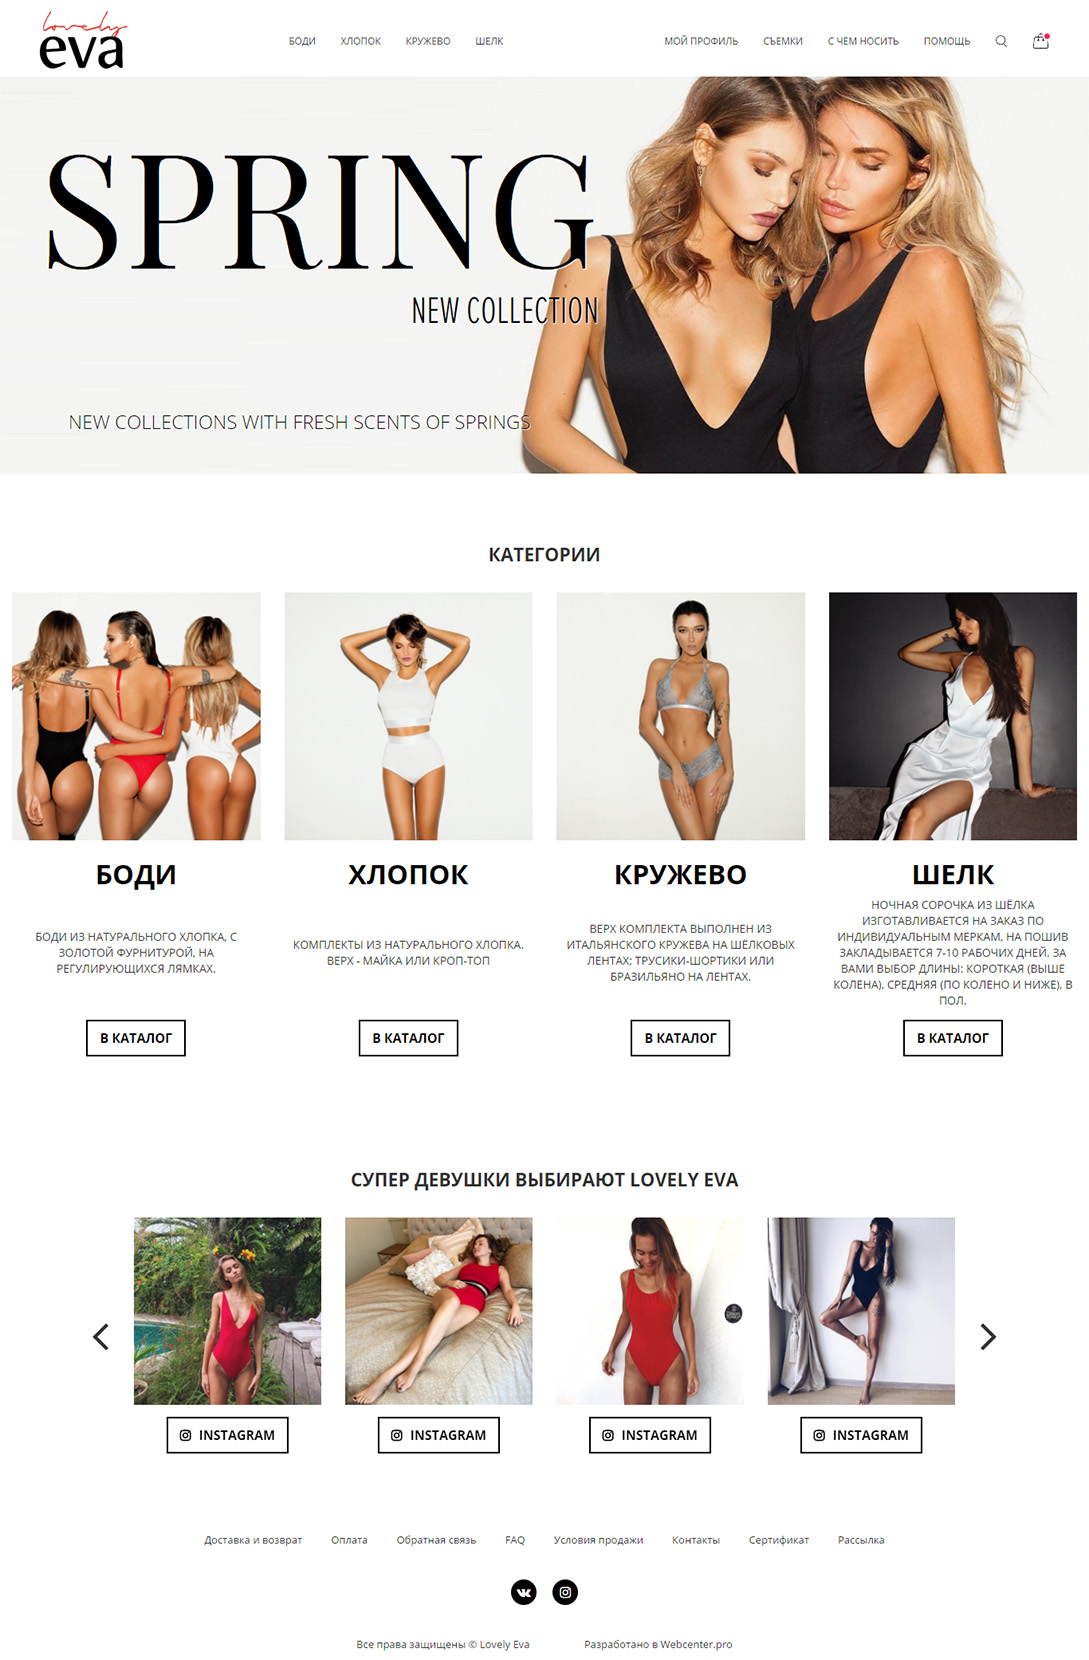 lovely
eva
БОДИ ХЛОПОК КРУЖЕВО ШЕЛК МОЙ ПРОФИЛЬ СЪЕМКИ С ЧЕМ НОСИТЬ ПОМОЩЬ
SPRING
NEW COLLECTION
NEW COLLECTIONS WITH FRESH SCENTS OF SPRINGS
КАТЕГОРИИ
БОДИ
БОДИ ИЗ НАТУРАЛЬНОГО ХЛОПКА, С
ЗОЛОТОЙ ФУРНИТУРОЙ, НА
РЕГУЛИРУЮЩИХСЯ ЛЯМКАХ.
В КАТАЛОГ
ХЛОПОК
КОМПЛЕКТЫ ИЗ НАТУРАЛЬНОГО ХЛОПКА.
ВЕРХ - МАЙКА ИЛИ КРОП-ТОП
В КАТАЛОГ
КРУЖЕВО
ВЕРХ КОМПЛЕКТА ВЫПОЛНЕН ИЗ
ИТАЛЬЯНСКОГО КРУЖЕВА НА ШЁЛКОВЫХ
ЛЕНТАХ; ТРУСИКИ-ШОРТИКИ ИЛИ
БРАЗИЛЬЯНО НА ЛЕНТАХ.
В КАТАЛОГ
ШЕЛК
НОЧНАЯ СОРОЧКА ИЗ ШЁЛКА
ИЗГОТАВЛИВАЕТСЯ НА ЗАКАЗ ПО
ИНДИВИДУАЛЬНЫМ МЕРКАМ, НА ПОШИВ
ЗАКЛАДЫВАЕТСЯ 7-10 РАБОЧИХ ДНЕЙ. ЗА
ВАМИ ВЫБОР ДЛИНЫ: КОРОТКАЯ (ВЫШЕ
КОЛЕНА), СРЕДНЯЯ (ПО КОЛЕНО И НИЖЕ), В
ПОЛ.
В КАТАЛОГ
СУПЕР ДЕВУШКИ ВЫБИРАЮТ LOVELY EVA
INSTAGRAM INSTAGRAM INSTAGRAM INSTAGRAM
Доставка и возврат Оплата Обратная связь FAQ Условия продажи Контакты Сертификат Рассылка
Все права защищены © Lovely Eva Разработано в Webcenter.pro